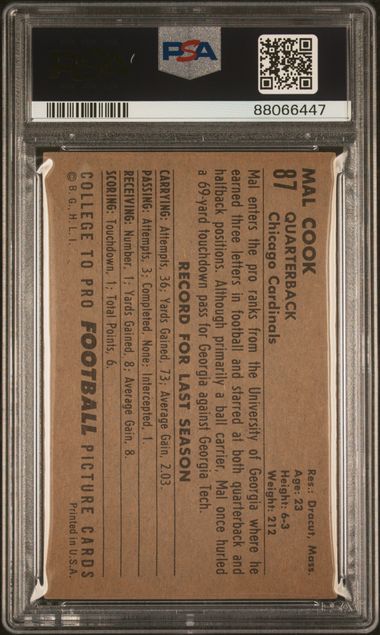 PSA
88066447
MAL COOK
87 QUARTERBACK
Chicago Cardinals
Res.: Dracut, Mass.
Age: 23
Height: 6-3
Weight: 212
Mal enters the pro ranks from the University of Georgia where he
earned three letters in football and starred at both quarterback and
halfback positions. Although primarily a ball carrier, Mal once hurled
a 69-yard touchdown pass for Georgia against Georgia Tech.
RECORD FOR LAST SEASON
CARRYING: Attempts, 36; Yards Gained, 73; Average Gain, 2.03.
PASSING: Attempts, 3; Completed, None; Intercepted, 1.
RECEIVING: Number, 1; Yards Gained, 8; Average Gain, 8.
SCORING: Touchdown, 1; Total Points, 6.
COLLEGE TO PRO FOOTBALL PICTURE CARDS
© B.G.H.L.I. Printed in U.S.A.